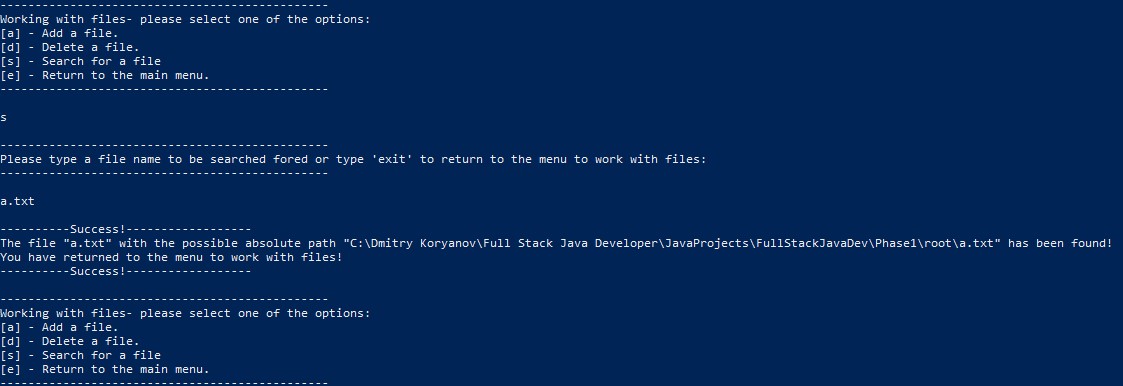 -----------------------------------------------
Working with files- please select one of the options:
[a] - Add a file.
[d] - Delete a file.
[s] - Search for a file
[e] - Return to the main menu.
-----------------------------------------------
s
-----------------------------------------------
Please type a file name to be searched fored or type 'exit' to return to the menu to work with files:
-----------------------------------------------
a.txt
----------Success!------------------
The file "a.txt" with the possible absolute path "C:\Dmitry Koryanov\Full Stack Java Developer\JavaProjects\FullStackJavaDev\Phase1\root\a.txt" has been found!
You have returned to the menu to work with files!
----------Success!------------------
-----------------------------------------------
Working with files- please select one of the options:
[a] - Add a file.
[d] - Delete a file.
[s] - Search for a file
[e] - Return to the main menu.
-----------------------------------------------